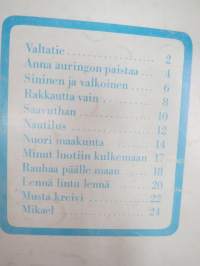 Valtatie 2
Anna auringon paistaa 4
Sininen ja valkoinen 6
Rakkautta vain 8
Saavuthan 10
Nautilus 12
Nuori maakunta 14
Minut luotiin kulkemaan 17
Rauhaa päälle maan 18
Lennä lintu lennä 20
Musta kreivi 22
Mikael 24